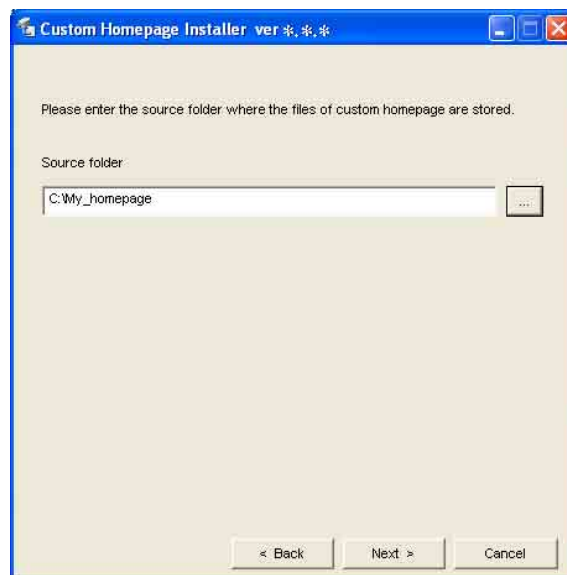 Custom Homepage Installer ver *.*.*
Please enter the source folder where the files of custom homepage are stored.
Source folder
C:\My_homepage
...
< Back
Next >
Cancel